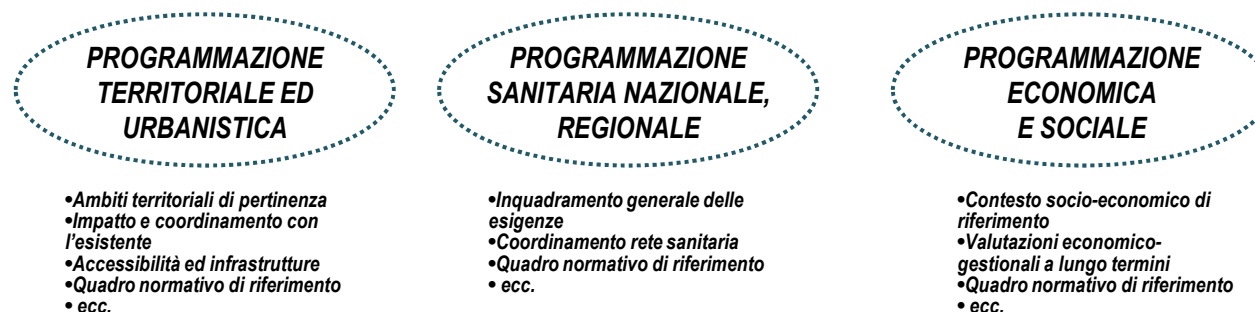 PROGRAMMAZIONE
TERRITORIALE ED
URBANISTICA
•Ambiti territoriali di pertinenza
•Impatto e coordinamento con
l'esistente
•Accessibilità ed infrastrutture
•Quadro normativo di riferimento
• ecc.
PROGRAMMAZIONE
SANITARIA NAZIONALE,
REGIONALE
•Inquadramento generale delle
esigenze
•Coordinamento rete sanitaria
•Quadro normativo di riferimento
• ecc.
PROGRAMMAZIONE
ECONOMICA
E SOCIALE
•Contesto socio-economico di
riferimento
•Valutazioni economico-
gestionali a lungo termini
•Quadro normativo di riferimento
• ecc.